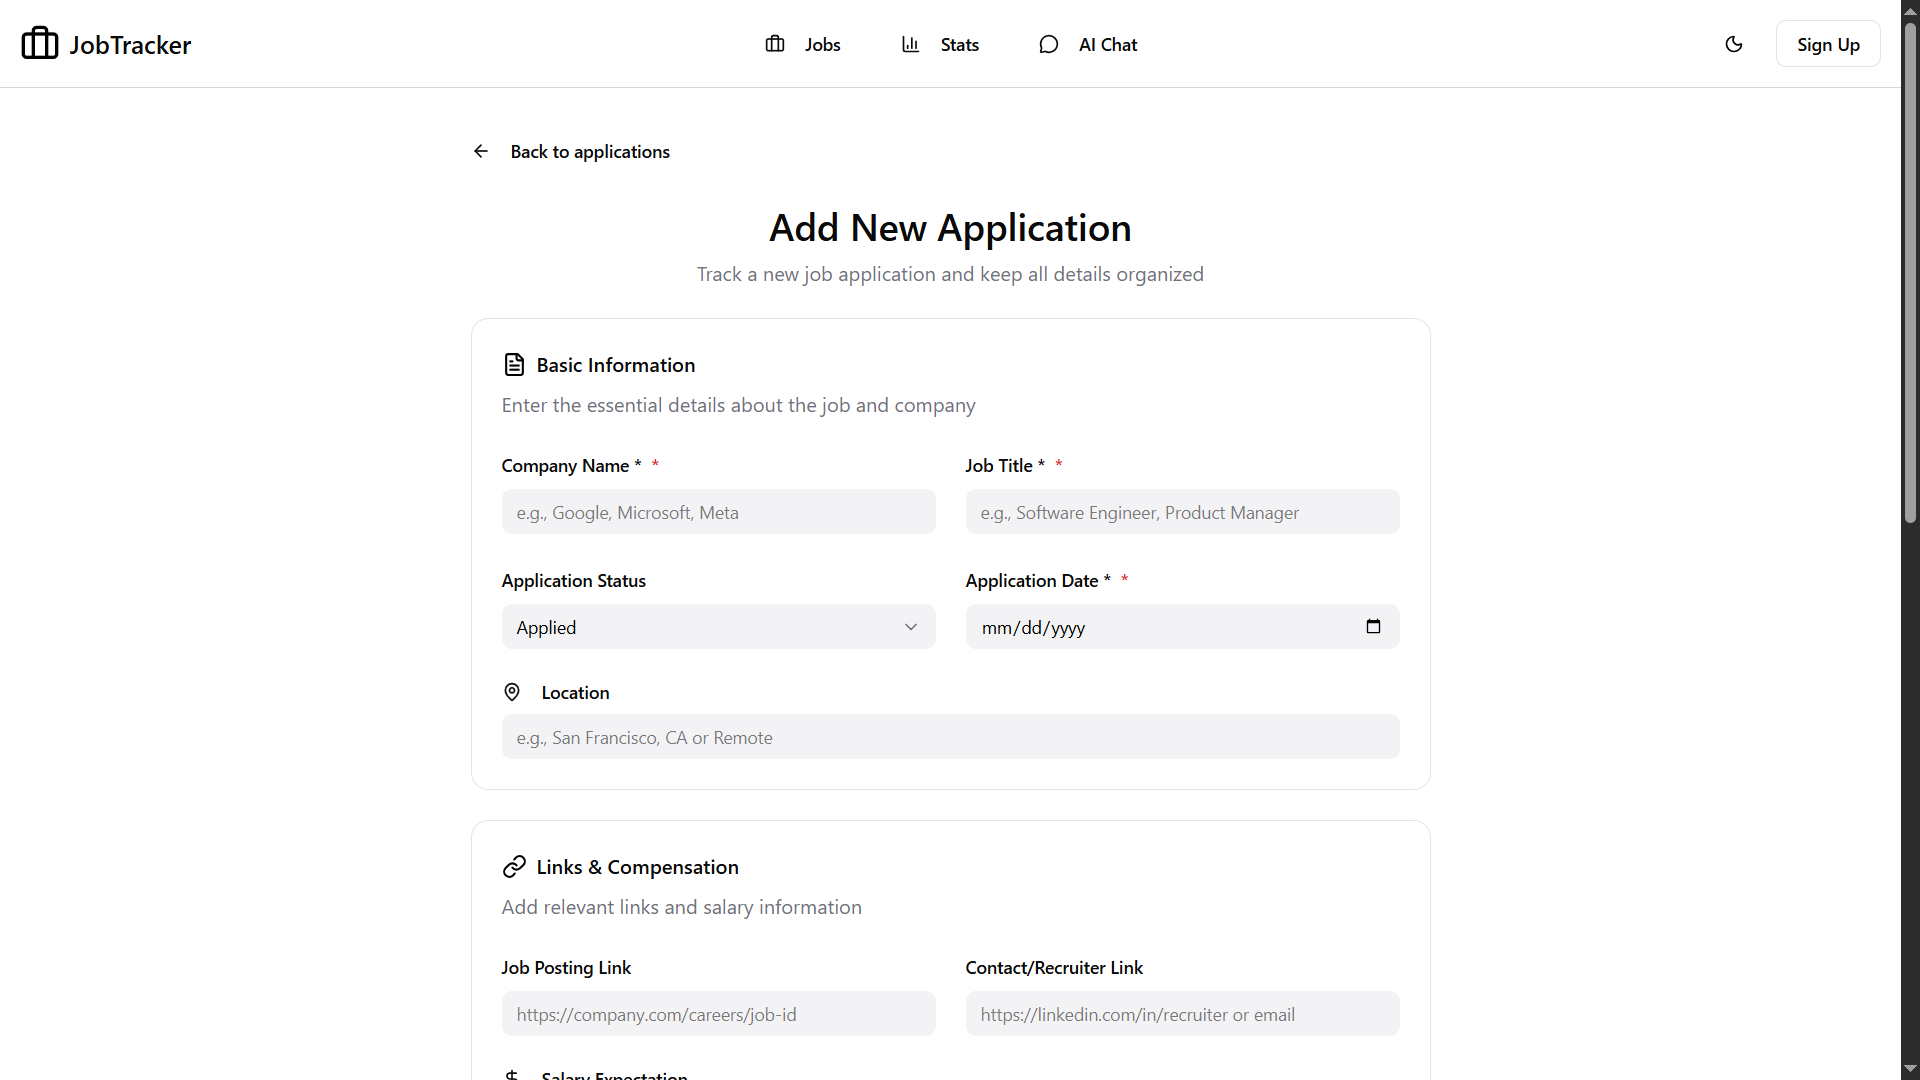 JobTracker
Jobs
Stats
AI Chat
Sign Up
Back to applications
Add New Application
Track a new job application and keep all details organized
Basic Information
Enter the essential details about the job and company
Company Name * *
Job Title * *
e.g., Google, Microsoft, Meta
e.g., Software Engineer, Product Manager
Application Status
Application Date * *
Applied
mm/dd/yyyy
Location
e.g., San Francisco, CA or Remote
Links & Compensation
Add relevant links and salary information
Job Posting Link
Contact/Recruiter Link
https://company.com/careers/job-id
https://linkedin.com/in/recruiter or email
Salary Expectation